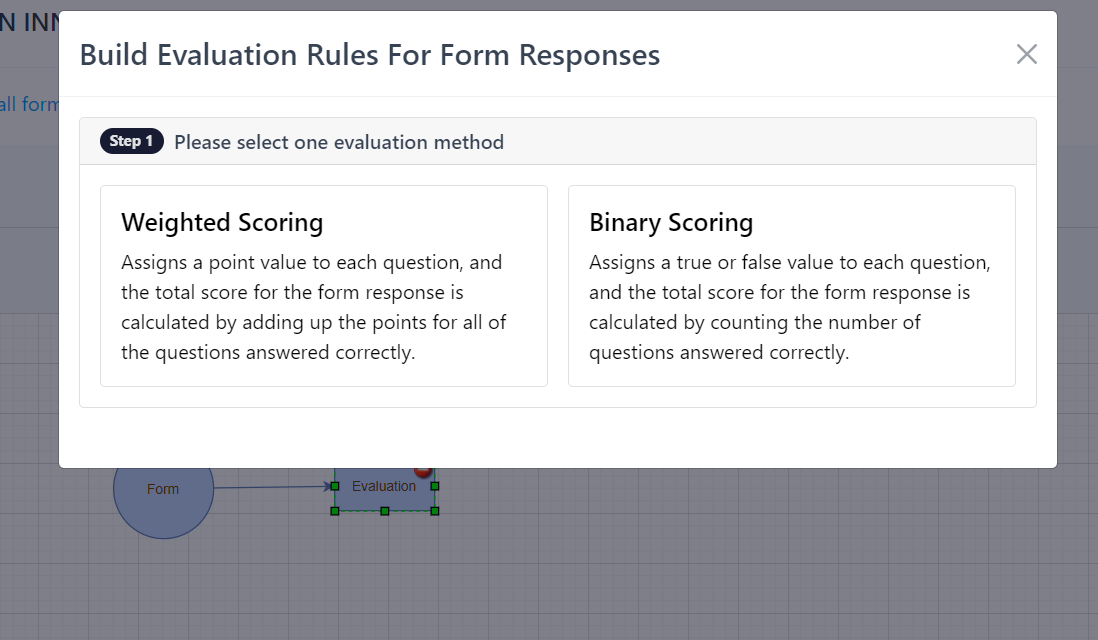 N INN
Build Evaluation Rules For Form Responses
all form
Step 1 Please select one evaluation method
Weighted Scoring
Assigns a point value to each question, and
the total score for the form response is
calculated by adding up the points for all of
the questions answered correctly.
Binary Scoring
Assigns a true or false value to each question,
and the total score for the form response is
calculated by counting the number of
questions answered correctly.
Form
Evaluation